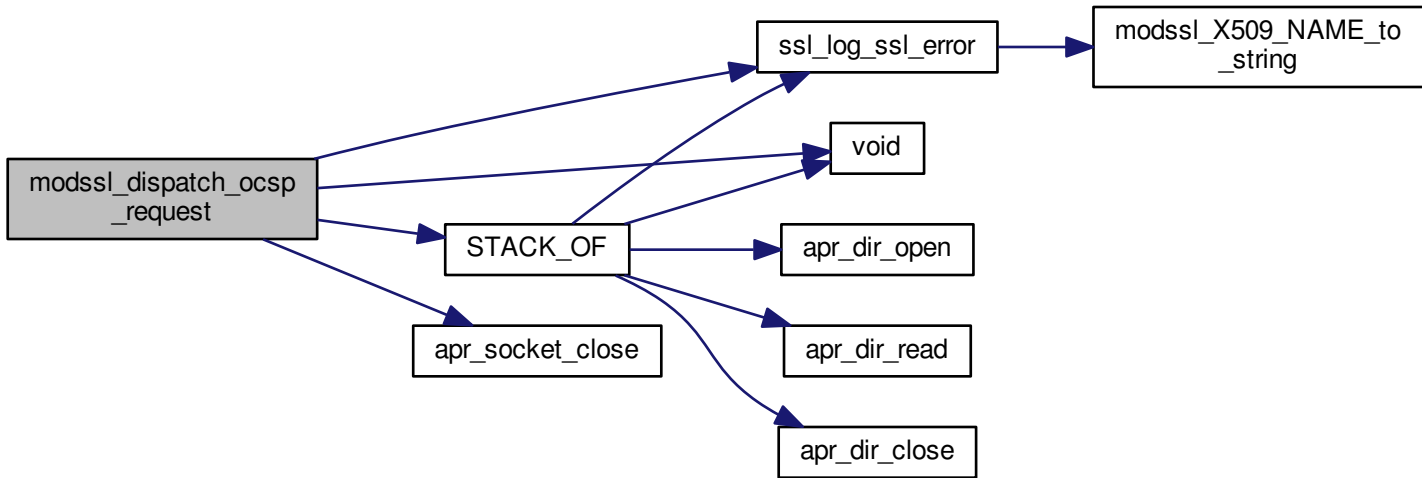 modssl_dispatch_ocsp
_request
ssl_log_ssl_error
modssl_X509_NAME_to
_string
void
STACK_OF
apr_dir_open
apr_socket_close
apr_dir_read
apr_dir_close